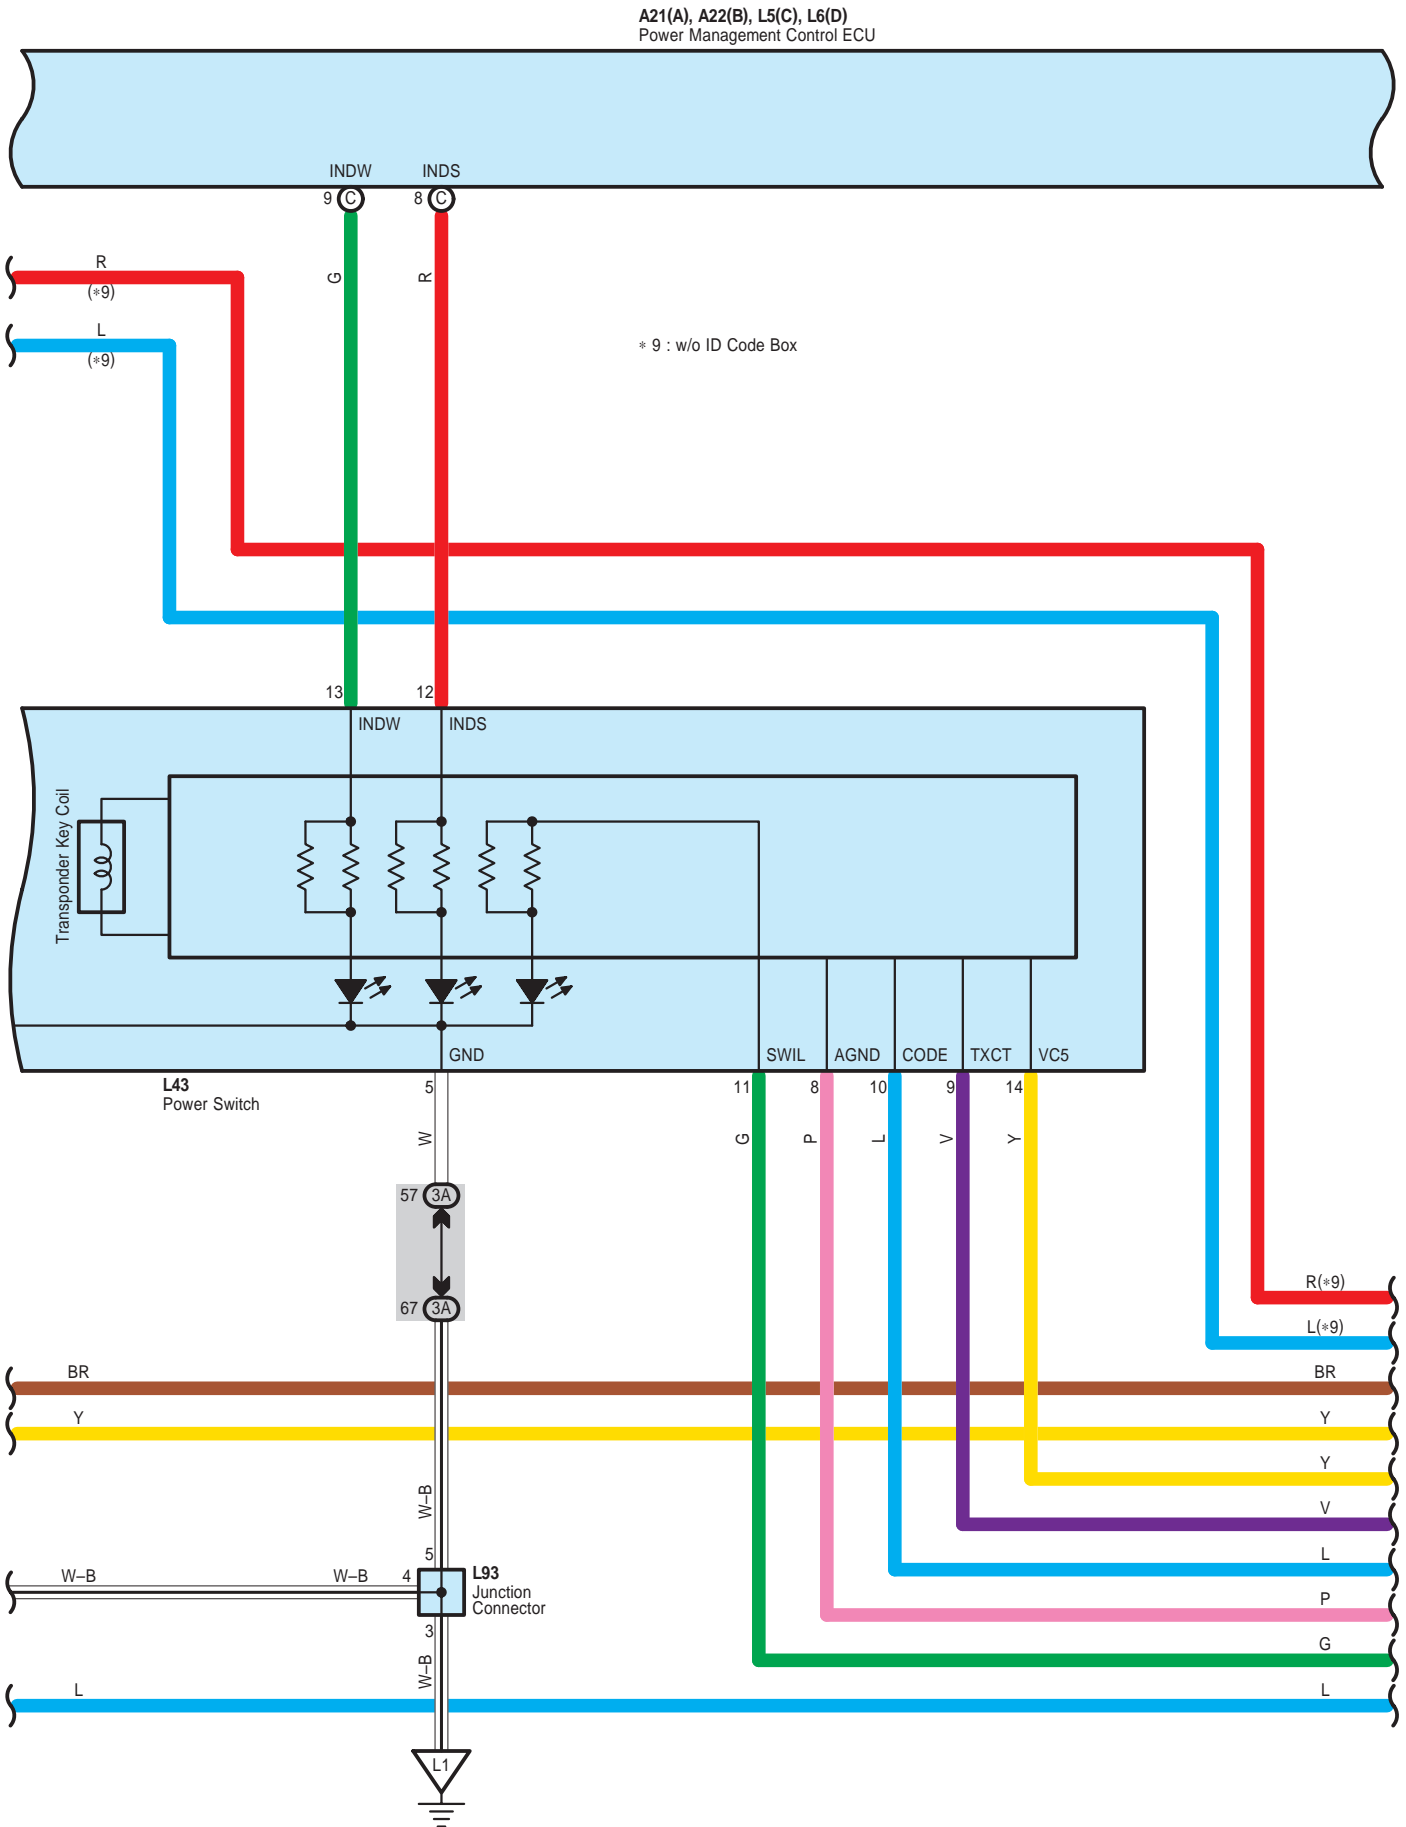 A21(A), A22(B), L5(C), L6(D)
Power Management Control ECU
INDW INDS
9 C 8 C
R
(*9)
G
R
L
(*9)
* 9 : w/o ID Code Box
13 12
INDW INDS
Transponder Key Coil
GND SWIL AGND CODE TXCT VC5
L43
Power Switch
5 11 8 10 9 14
W G P L V Y
57 3A
67 3A
R(*9)
L(*9)
BR BR
Y Y
Y
W–B
V
5
L
W–B W–B 4
L93
Junction
Connector
P
3
W–B
G
L L
L1